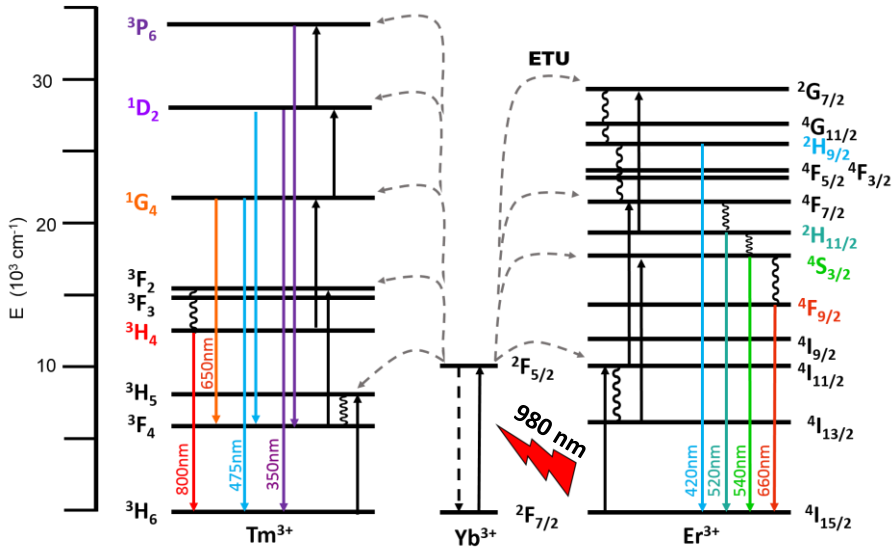 E (10³ cm⁻¹)
30
20
10
³P₆
¹D₂
¹G₄
³F₂
³F₃
³H₄
³H₅
³F₄
³H₆
800nm
650nm
475nm
350nm
Tm³⁺
ETU
²F₅/₂
980 nm
²F₇/₂
Yb³⁺
²G₇/₂
⁴G₁₁/₂
²H₉/₂
⁴F₅/₂ ⁴F₃/₂
⁴F₇/₂
²H₁₁/₂
⁴S₃/₂
⁴F₉/₂
⁴I₉/₂
⁴I₁₁/₂
⁴I₁₃/₂
⁴I₁₅/₂
420nm
520nm
540nm
660nm
Er³⁺